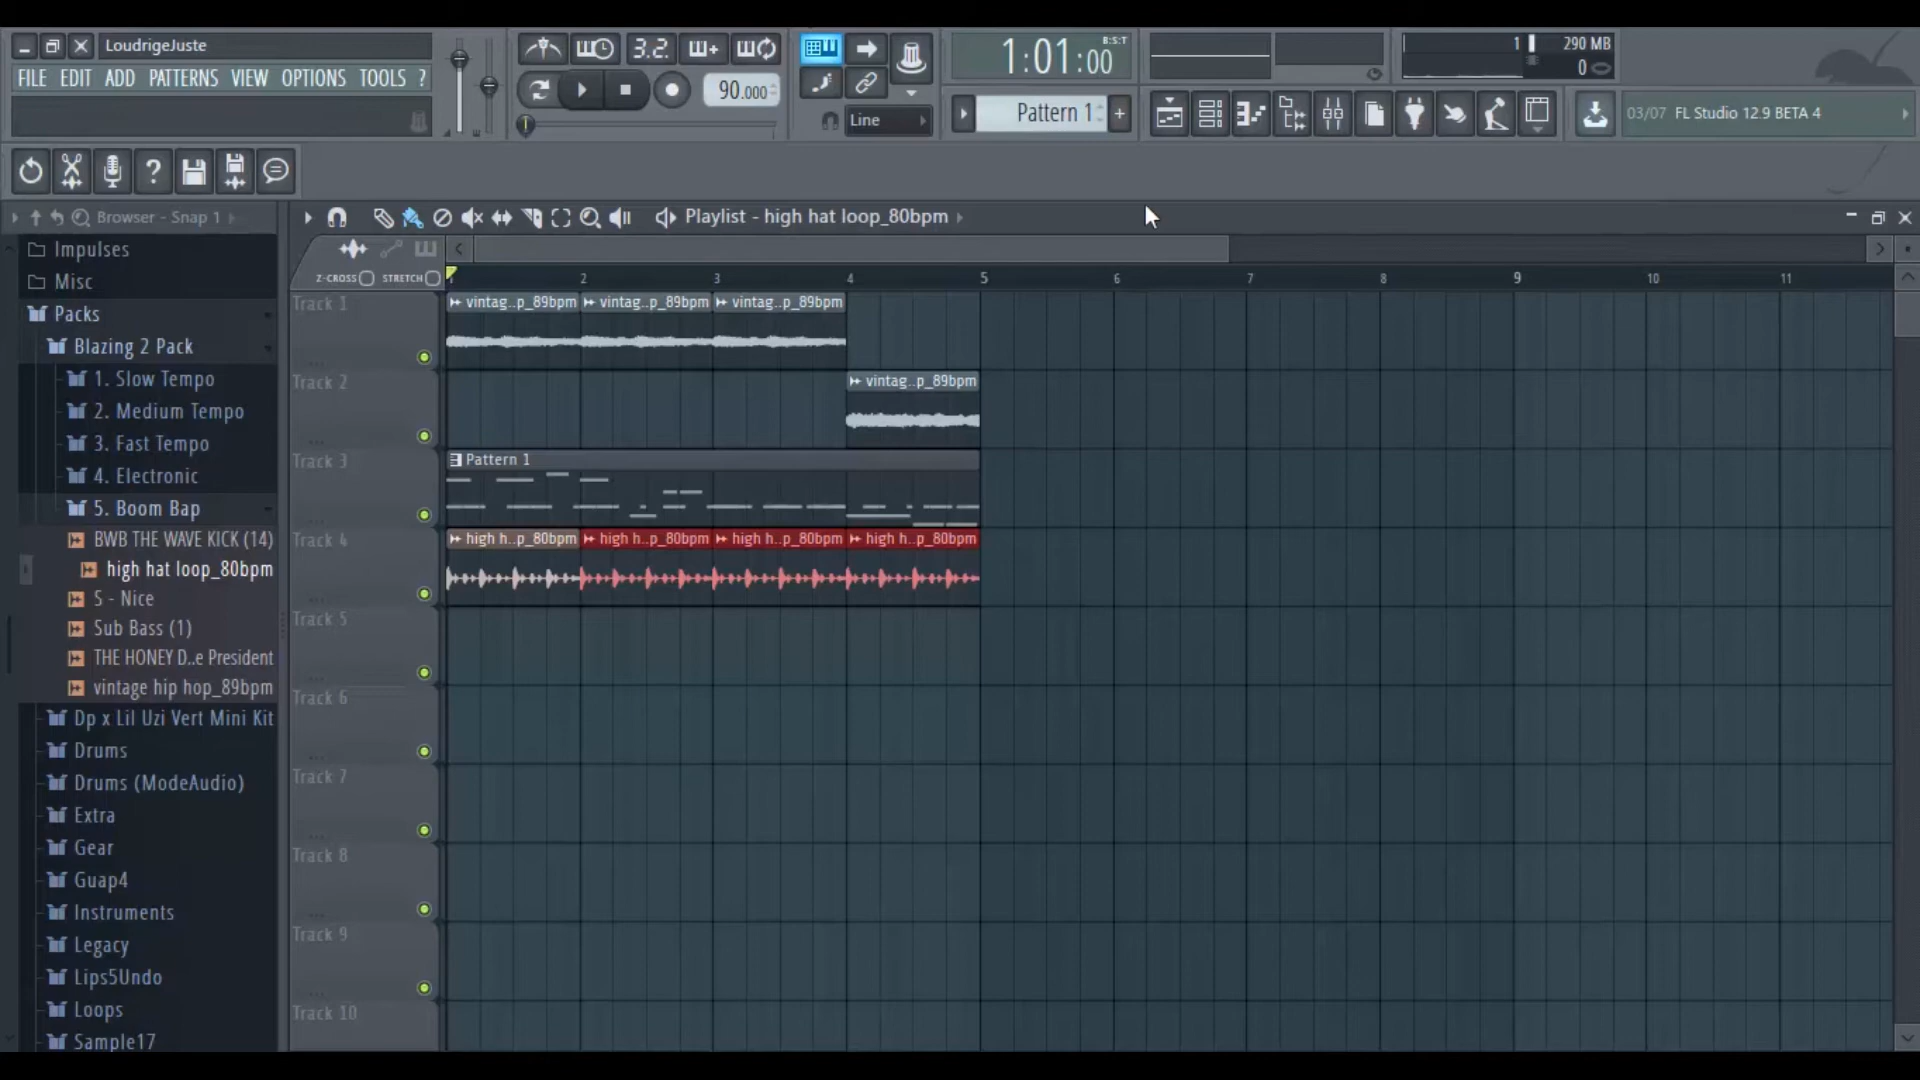 LoudrigeJuste
FILE EDIT ADD PATTERNS VIEW OPTIONS TOOLS ?
3.2.
90.000
Line
1:01:00
B:S:T
Pattern 1
+
1
290 MB
0
03/07 FL Studio 12.9 BETA 4
?
Browser - Snap 1
Playlist - high hat loop_80bpm
Z-CROSS STRETCH
1 2 3 4 5 6 7 8 9 10 11
Impulses
Misc
Packs
Blazing 2 Pack
1. Slow Tempo
2. Medium Tempo
3. Fast Tempo
4. Electronic
5. Boom Bap
BWB THE WAVE KICK (14)
high hat loop_80bpm
S - Nice
Sub Bass (1)
THE HONEY D..e President
vintage hip hop_89bpm
Dp x Lil Uzi Vert Mini Kit
Drums
Drums (ModeAudio)
Extra
Gear
Guap4
Instruments
Legacy
Lips5Undo
Loops
Sample17
Track 1
vintag..p_89bpm vintag..p_89bpm vintag..p_89bpm
Track 2
vintag..p_89bpm
Track 3
Pattern 1
Track 4
high h..p_80bpm high h..p_80bpm high h..p_80bpm high h..p_80bpm
Track 5
Track 6
Track 7
Track 8
Track 9
Track 10